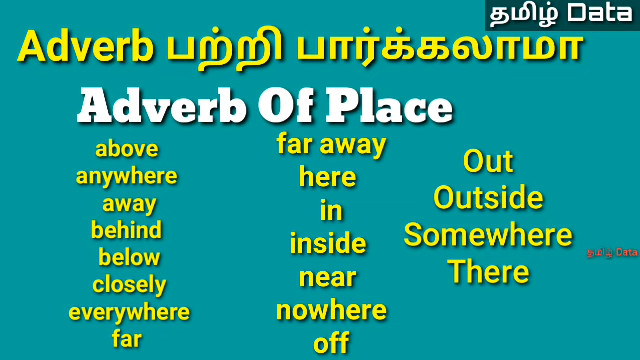 தமிழ் Data
Adverb பற்றி பார்க்கலாமா
Adverb Of Place
above
anywhere
away
behind
below
closely
everywhere
far
far away
here
in
inside
near
nowhere
off
Out
Outside
Somewhere
There
தமிழ் Data